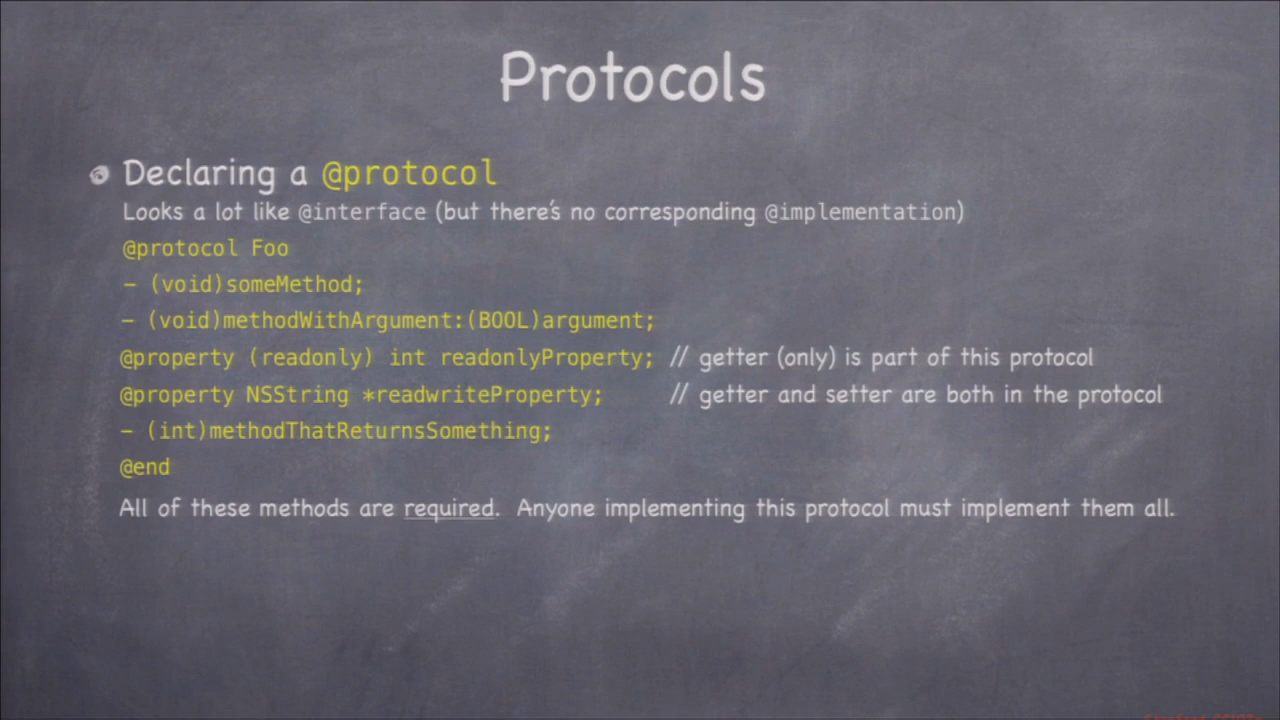 Protocols
Declaring a @protocol
Looks a lot like @interface (but there's no corresponding @implementation)
@protocol Foo
- (void)someMethod;
- (void)methodWithArgument:(BOOL)argument;
@property (readonly) int readonlyProperty; // getter (only) is part of this protocol
@property NSString *readwriteProperty; // getter and setter are both in the protocol
- (int)methodThatReturnsSomething;
@end
All of these methods are required. Anyone implementing this protocol must implement them all.